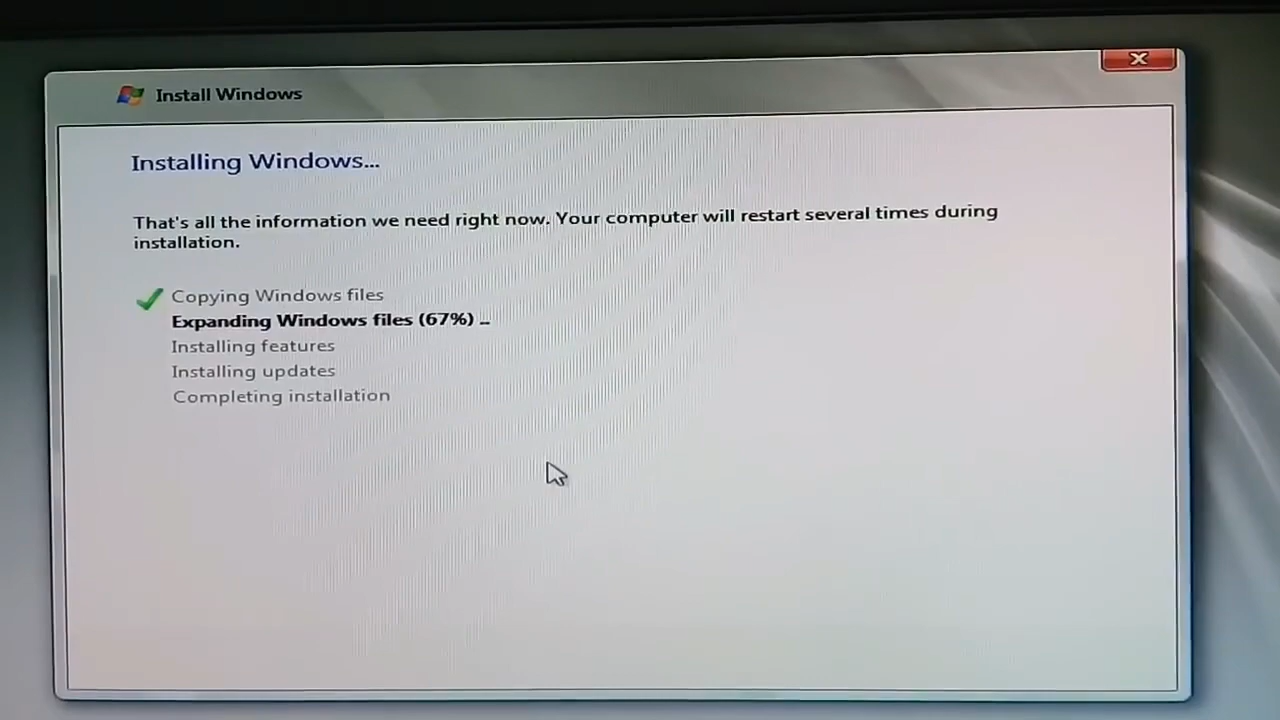 Install Windows
Installing Windows...
That's all the information we need right now. Your computer will restart several times during
installation.
Copying Windows files
Expanding Windows files (67%) ..
Installing features
Installing updates
Completing installation